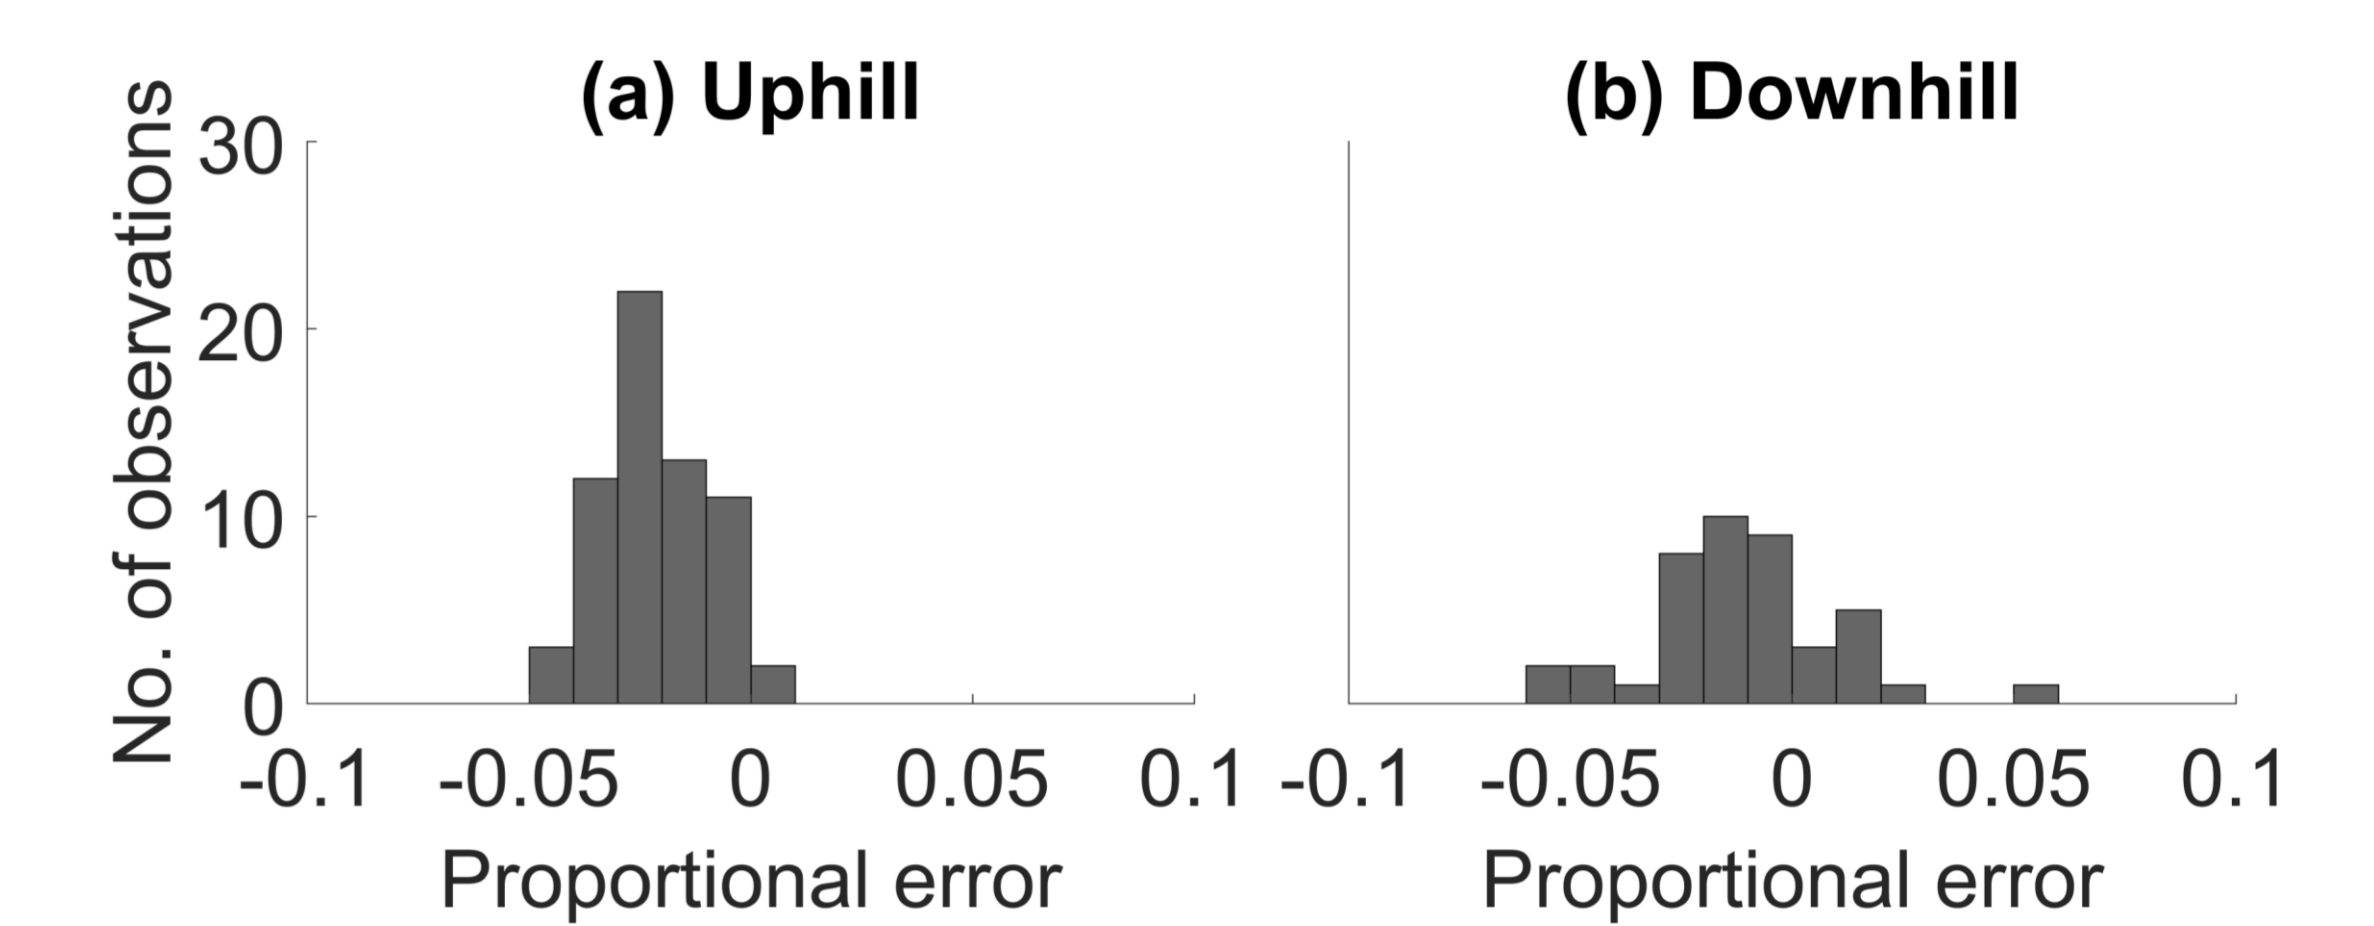 (a) Uphill
(b) Downhill
No. of observations
30
20
10
0
-0.1 -0.05 0 0.05 0.1
-0.1 -0.05 0 0.05 0.1
Proportional error
Proportional error